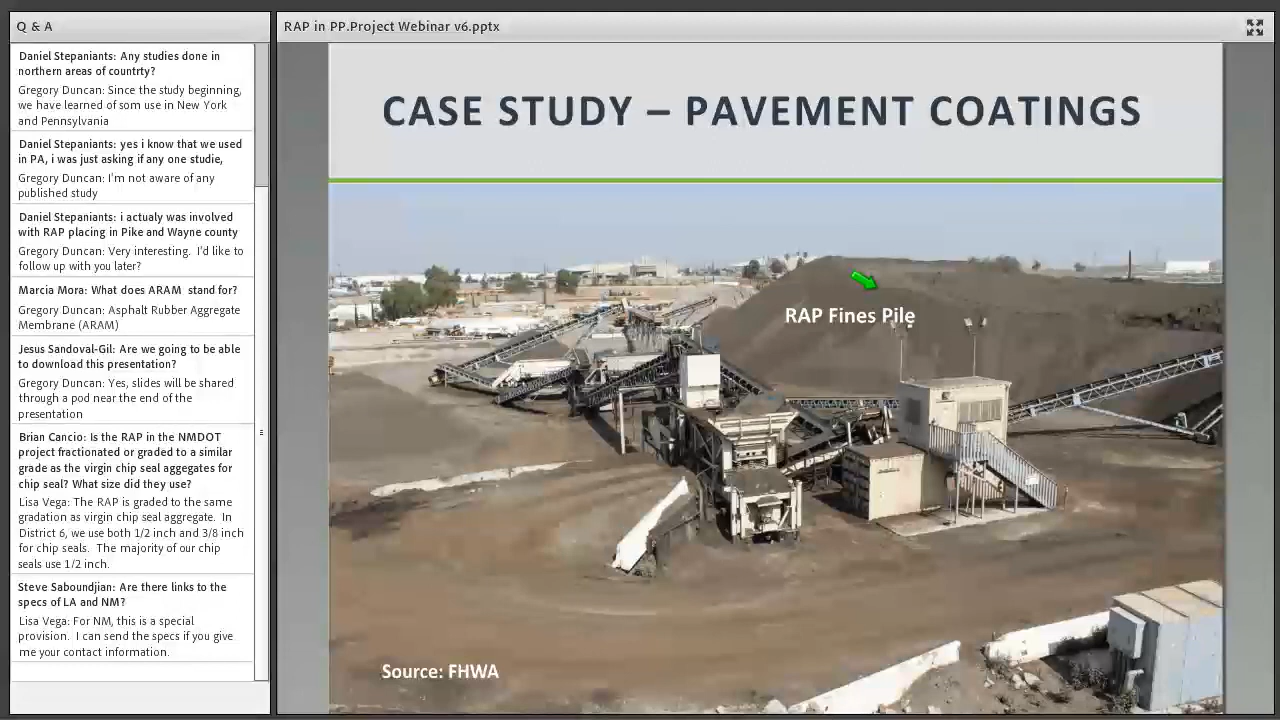 Q & A
Daniel Stepaniants: Any studies done in
northern areas of countrty?
Gregory Duncan: Since the study beginning,
we have learned of som use in New York
and Pennsylvania
Daniel Stepaniants: yes i know that we used
in PA, i was just asking if any one studie,
Gregory Duncan: I'm not aware of any
published study
Daniel Stepaniants: i actualy was involved
with RAP placing in Pike and Wayne county
Gregory Duncan: Very interesting. I'd like to
follow up with you later?
Marcia Mora: What does ARAM stand for?
Gregory Duncan: Asphalt Rubber Aggregate
Membrane (ARAM)
Jesus Sandoval-Gil: Are we going to be able
to download this presentation?
Gregory Duncan: Yes, slides will be shared
through a pod near the end of the
presentation
Brian Cancio: Is the RAP in the NMDOT
project fractionated or graded to a similar
grade as the virgin chip seal aggegates for
chip seal? What size did they use?
Lisa Vega: The RAP is graded to the same
gradation as virgin chip seal aggregate. In
District 6, we use both 1/2 inch and 3/8 inch
for chip seals. The majority of our chip
seals use 1/2 inch.
Steve Saboundjian: Are there links to the
specs of LA and NM?
Lisa Vega: For NM, this is a special
provision. I can send the specs if you give
me your contact information.
RAP in PP.Project Webinar v6.pptx
CASE STUDY – PAVEMENT COATINGS
RAP Fines Pile
Source: FHWA